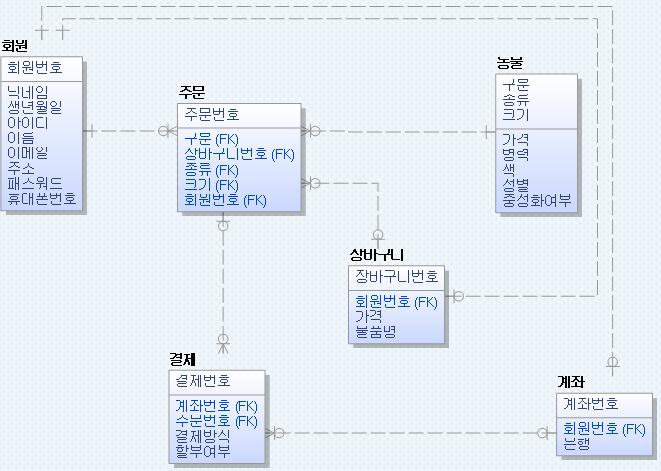 회원
회원번호
닉네임
생년월일
아이디
이름
이메일
주소
패스워드
휴대폰번호
주문
주문번호
구문 (FK)
장바구니번호 (FK)
종류 (FK)
크기 (FK)
회원번호 (FK)
동물
구문
종류
크기
가격
병력
색
성별
중성화여부
장바구니
장바구니번호
회원번호 (FK)
가격
물품명
결제
결제번호
계좌번호 (FK)
주문번호 (FK)
결제방식
할부여부
계좌
계좌번호
회원번호 (FK)
은행